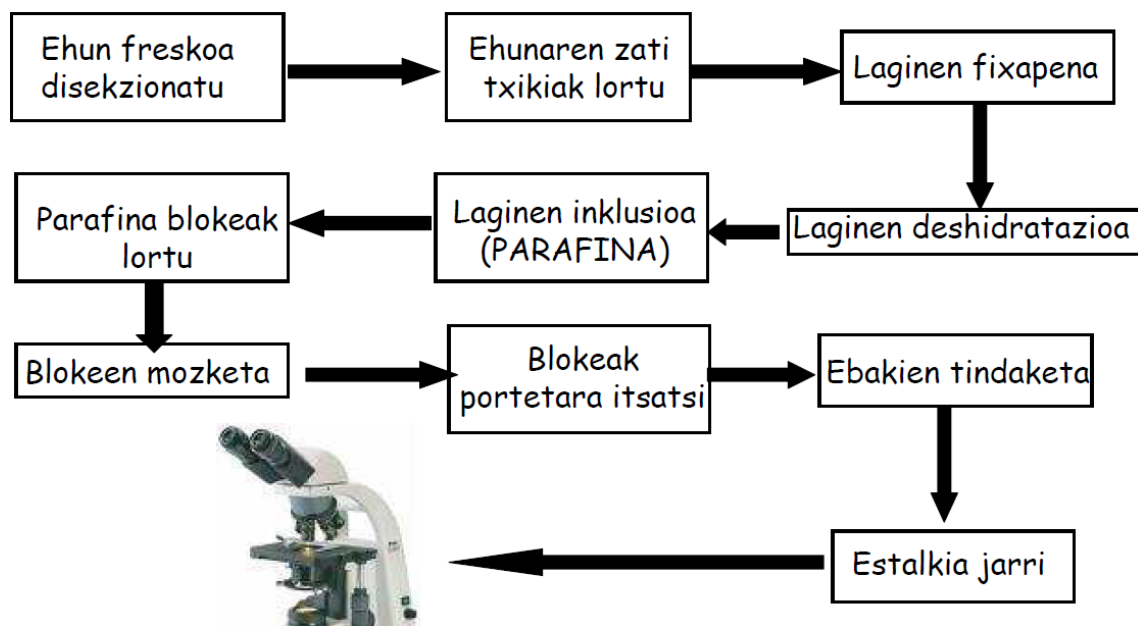 Ehun freskoa
disekzionatu
Ehunaren zati
txikiak lortu
Laginen fixapena
Laginen deshidratazioa
Laginen inklusioa
(PARAFINA)
Parafina blokeak
lortu
Blokeen mozketa
Blokeak
portetara itsatsi
Ebakien tindaketa
Estalkia jarri